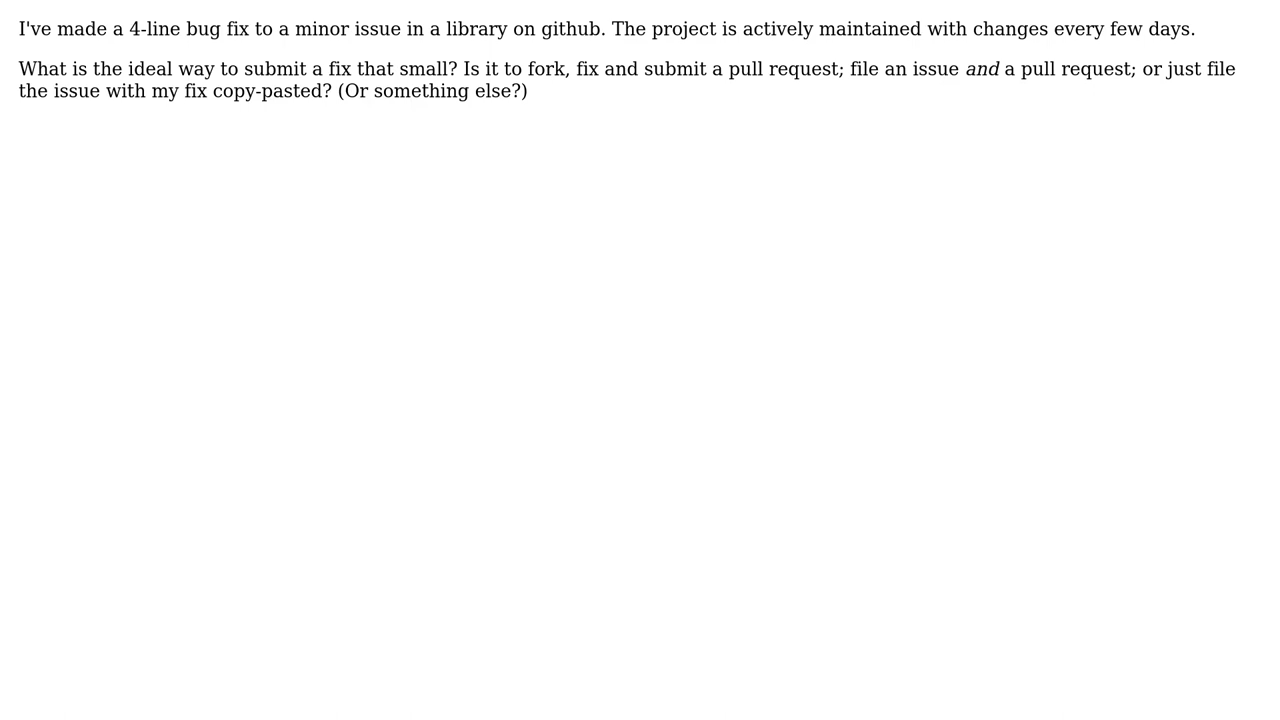 I've made a 4-line bug fix to a minor issue in a library on github. The project is actively maintained with changes every few days.
What is the ideal way to submit a fix that small? Is it to fork, fix and submit a pull request; file an issue and a pull request; or just file
the issue with my fix copy-pasted? (Or something else?)